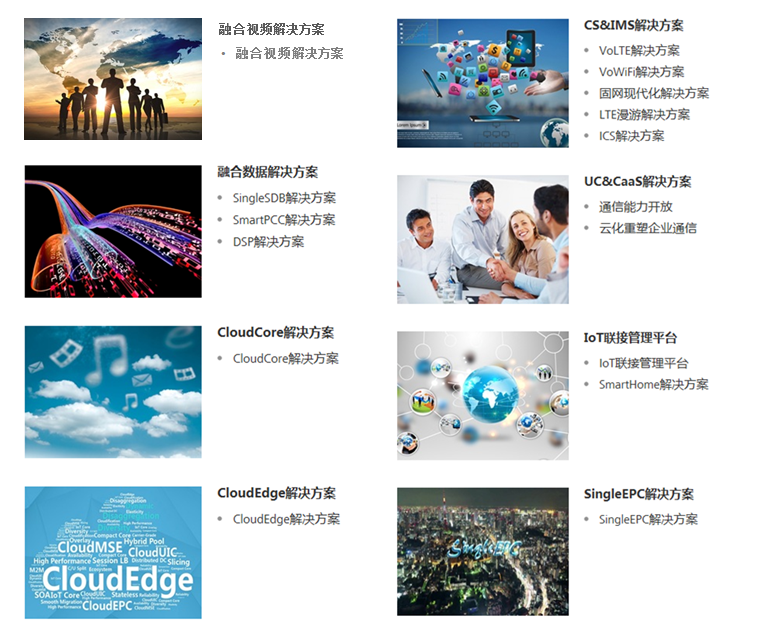 融合视频解决方案
融合视频解决方案
CS&IMS解决方案
VoLTE解决方案
VoWiFi解决方案
固网现代化解决方案
LTE漫游解决方案
ICS解决方案
融合数据解决方案
SingleSDB解决方案
SmartPCC解决方案
DSP解决方案
UC&CaaS解决方案
通信能力开放
云化重塑企业通信
CloudCore解决方案
CloudCore解决方案
IoT联接管理平台
IoT联接管理平台
SmartHome解决方案
CloudEdge解决方案
CloudEdge解决方案
Disaggregation
Elasticity
Diversity
Compact Core
Overlay
Hybrid Pool
CloudMSE
CloudUIC
High Performance
Session LB
Distributed DC
Slicing
M2M
CloudEdge
SOAIoT Core
CloudUIC
Stateless
Reliability
Smooth Migration
CloudEPC
High Performance
SingleEPC解决方案
SingleEPC解决方案
SingleEPC